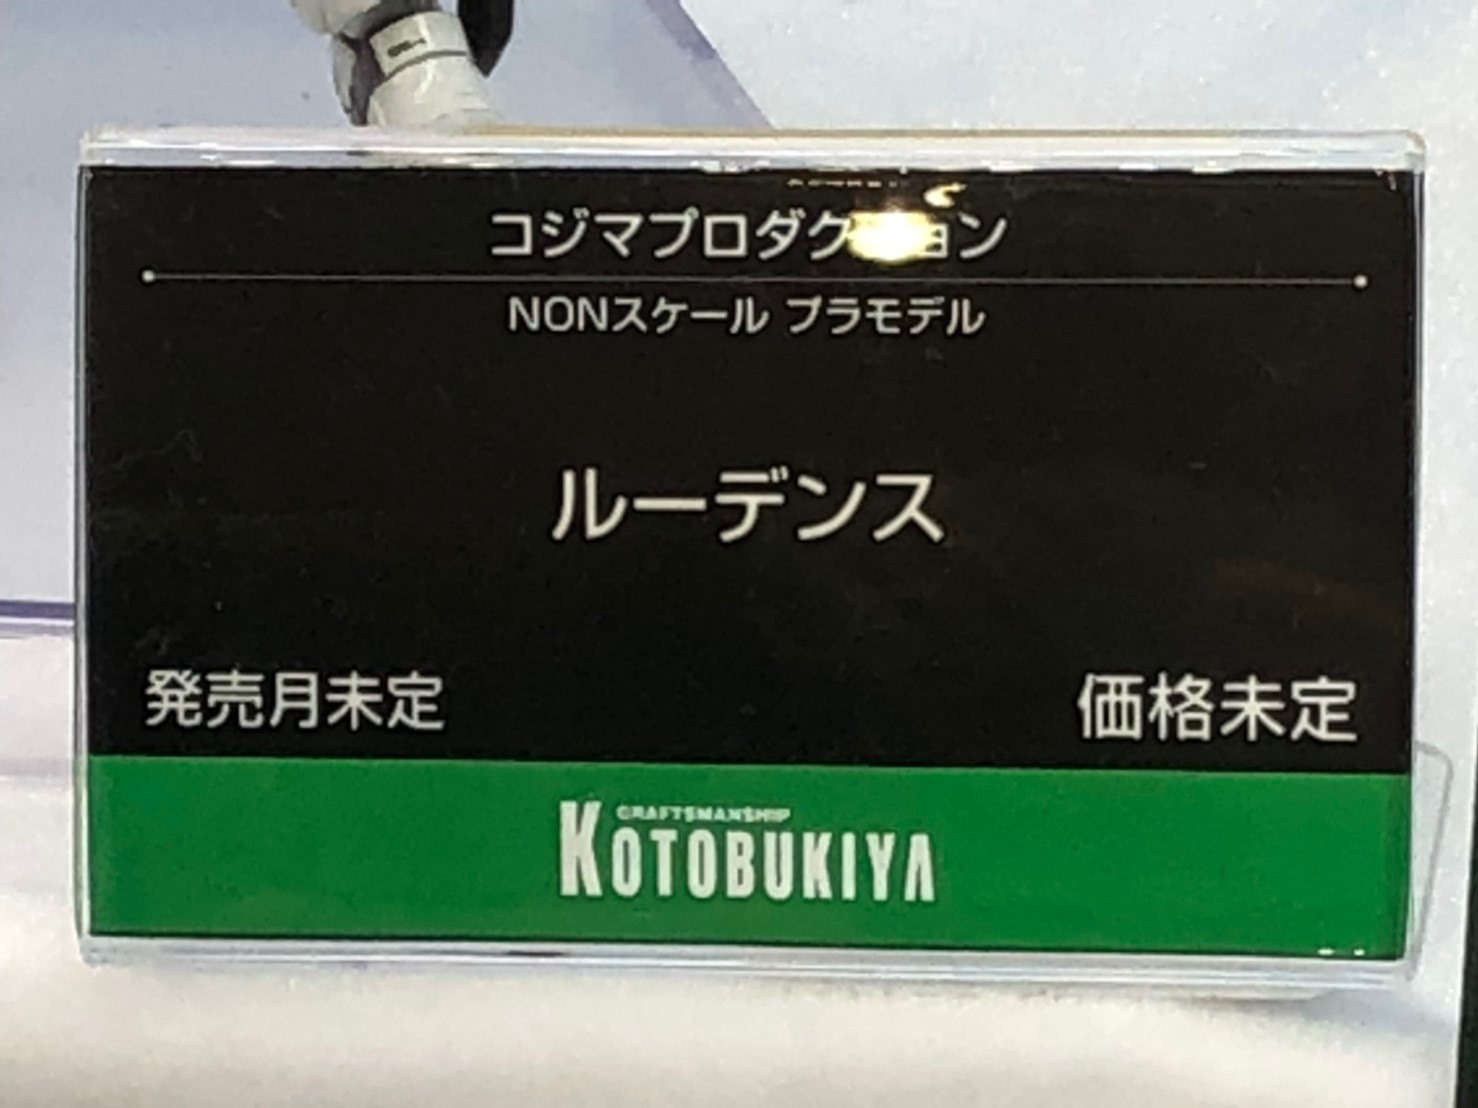 コジマプロダクション
NONスケール プラモデル
ルーデンス
発売月未定
価格未定
CRAFTSMANSHIP
KOTOBUKIYA